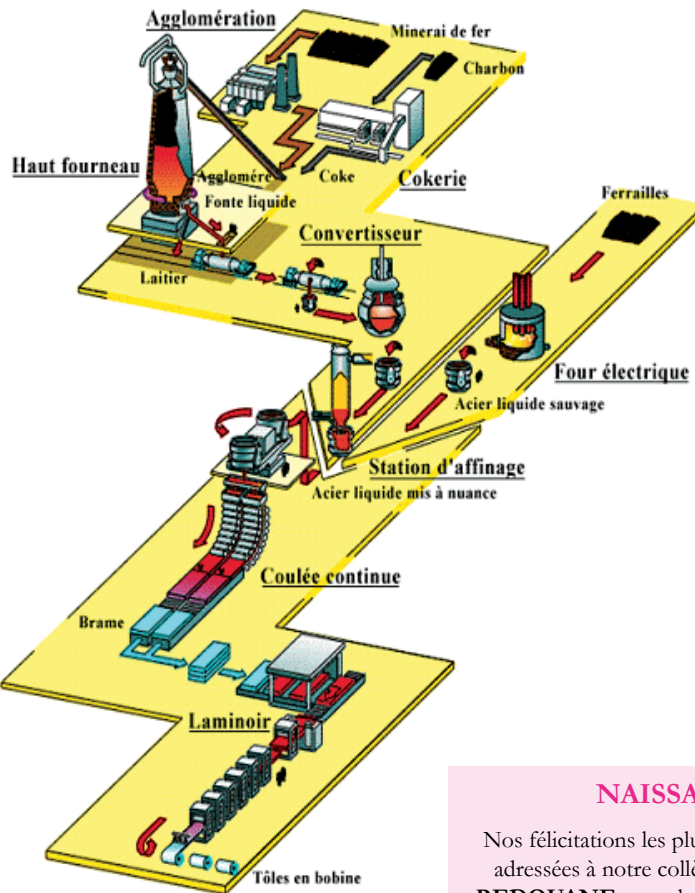 Agglomération
Minerai de fer
Charbon
Haut fourneau
Aggloméré
Coke
Cokerie
Fonte liquide
Ferrailles
Convertisseur
Laitier
Four électrique
Acier liquide sauvage
Station d'affinage
Acier liquide mis à nuance
Coulée continue
Brame
Laminoir
Tôles en bobine
NAISSA
Nos félicitations les plu
adressées à notre collè